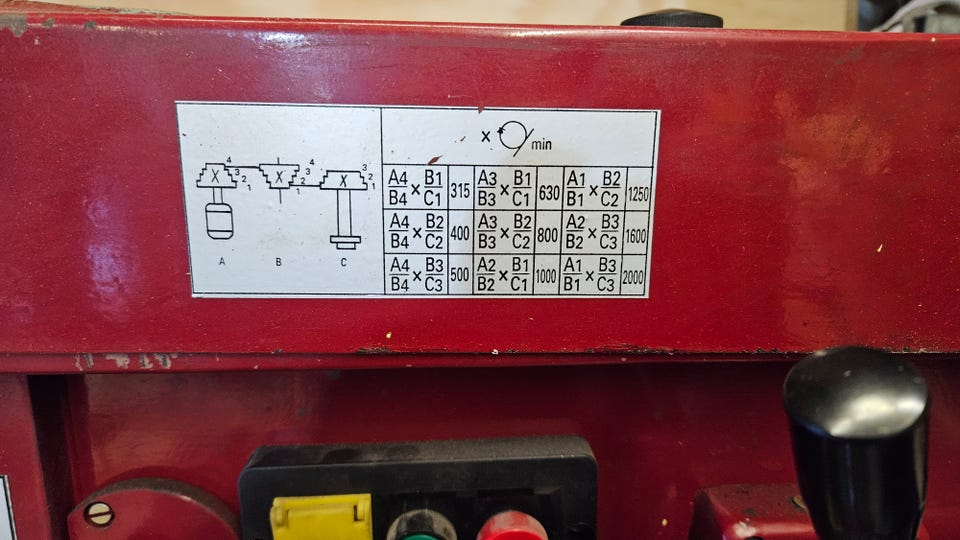 x /min
4 3 2 1 X 4 3 2 1 X 3 2 1 X
A B C
A4/B4 x B1/C1 315 A3/B3 x B1/C1 630 A1/B1 x B2/C2 1250
A4/B4 x B2/C2 400 A3/B3 x B2/C2 800 A2/B2 x B3/C3 1600
A4/B4 x B3/C3 500 A2/B2 x B1/C1 1000 A1/B1 x B3/C3 2000